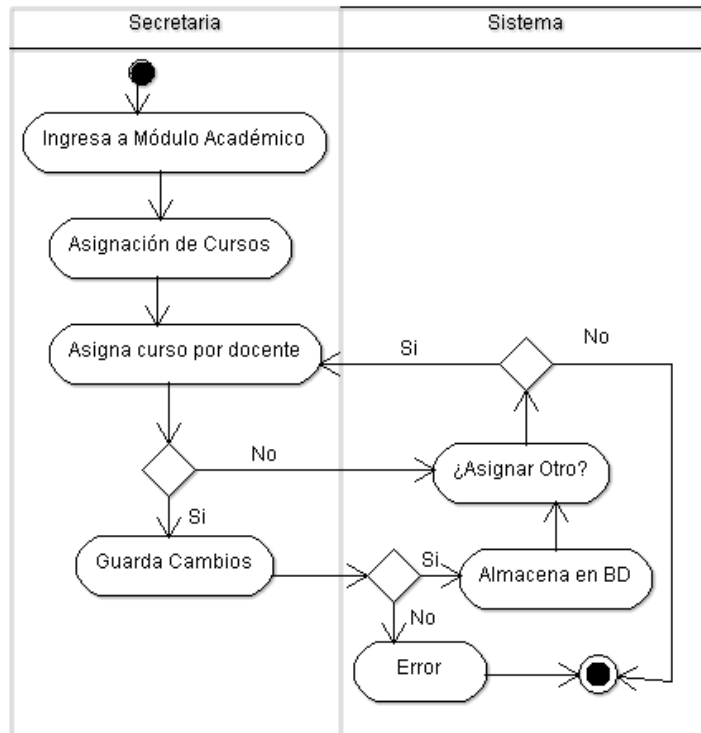 Secretaria
Sistema
Ingresa a Módulo Académico
Asignación de Cursos
Asigna curso por docente
Si
No
No
¿Asignar Otro?
Si
Guarda Cambios
Si
Almacena en BD
No
Error